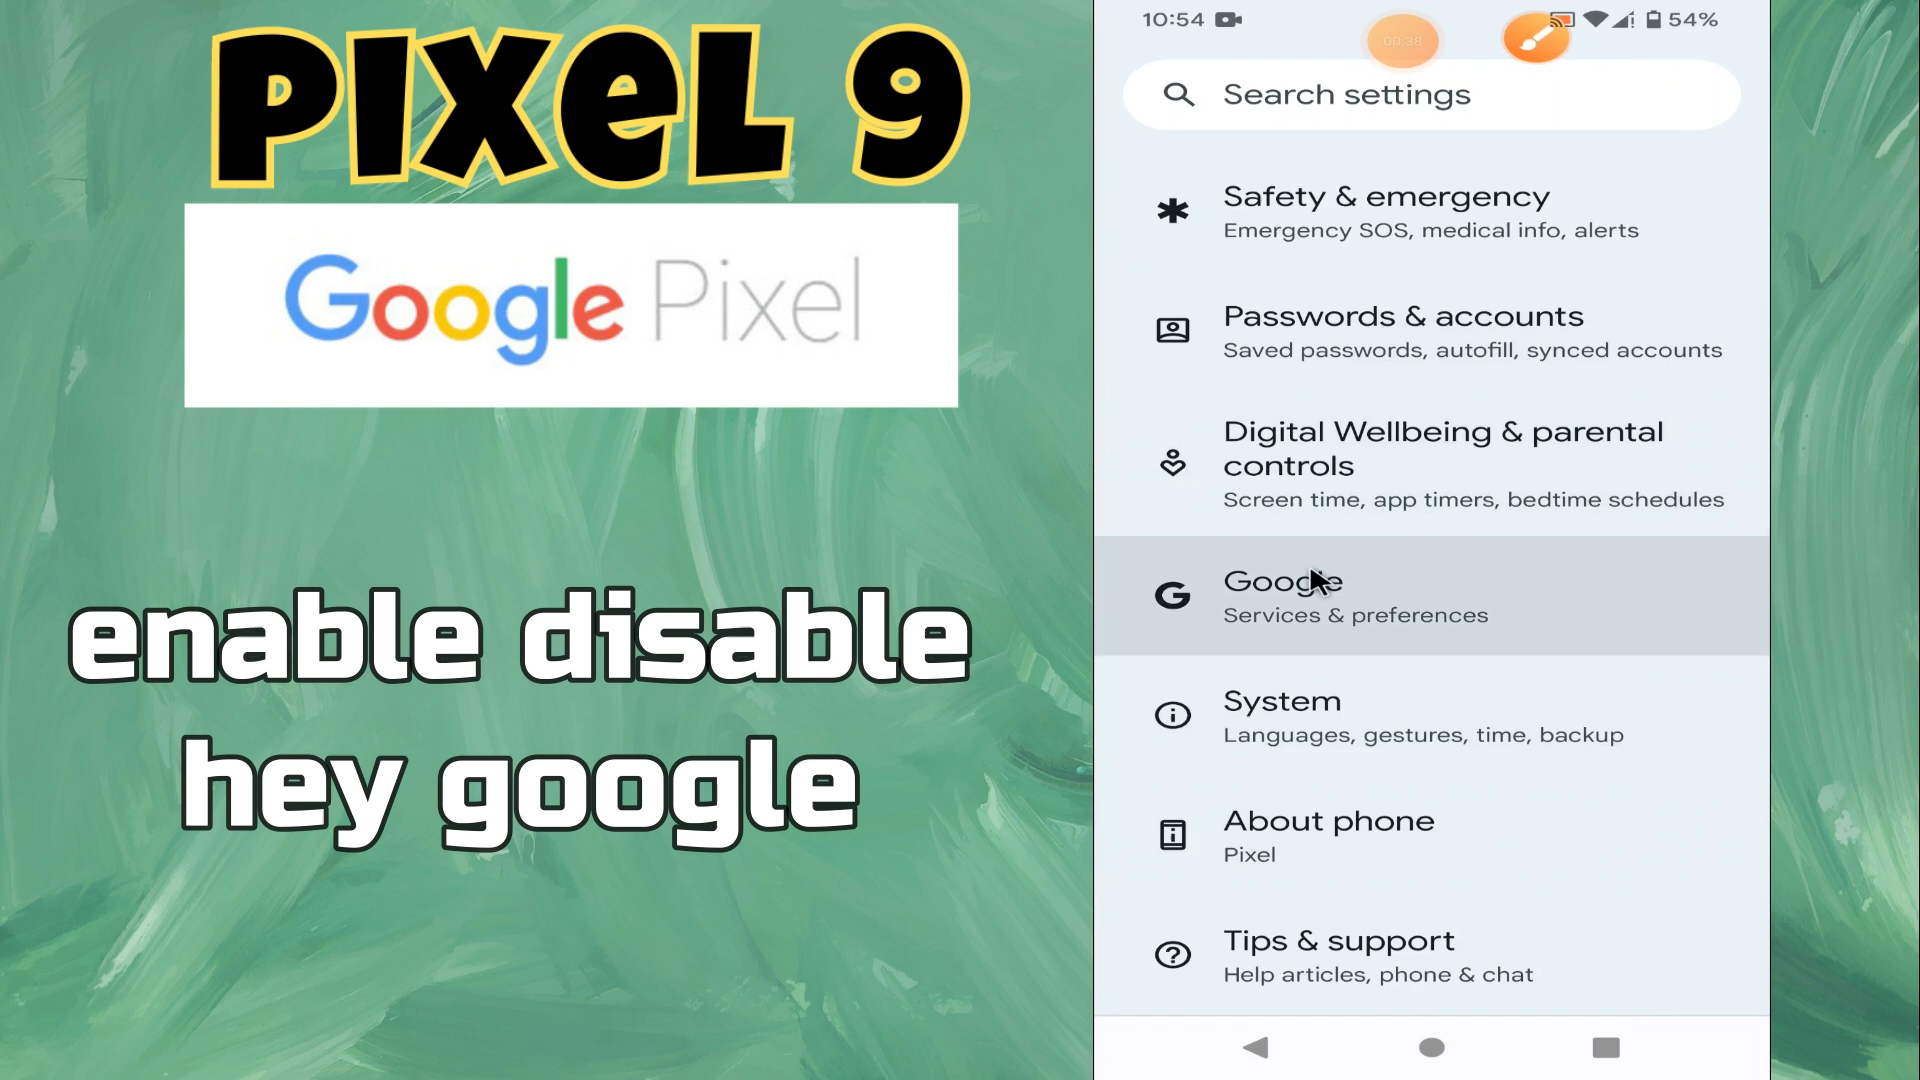 PIXEL 9
Google Pixel
enable disable
hey google
10:54
00:38
54%
Search settings
Safety & emergency
Emergency SOS, medical info, alerts
Passwords & accounts
Saved passwords, autofill, synced accounts
Digital Wellbeing & parental
controls
Screen time, app timers, bedtime schedules
Google
Services & preferences
System
Languages, gestures, time, backup
About phone
Pixel
Tips & support
Help articles, phone & chat